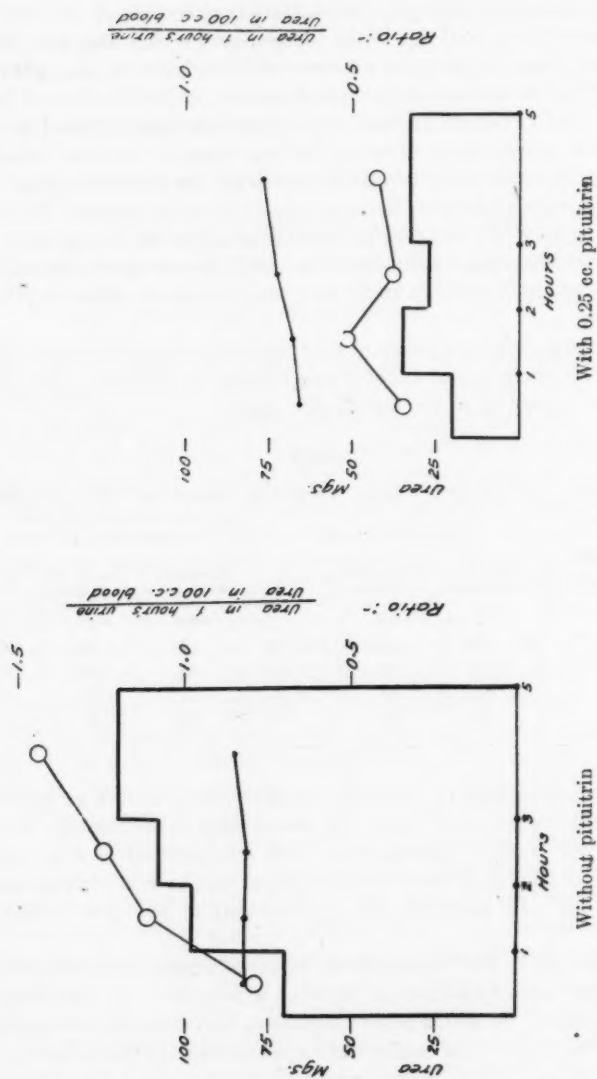 Ratio:- Urea in 1 hours urine
Urea in 100 c.c. blood
Urea
Mgs.
100
75
50
25
1.5
1.0
0.5
1 2 3 5
Hours
Without pituitrin
Ratio:- Urea in 1 hours urine
Urea in 100 c.c. blood
Urea
Mgs.
100
75
50
25
1.0
0.5
1 2 3 5
Hours
With 0.25 cc. pituitrin